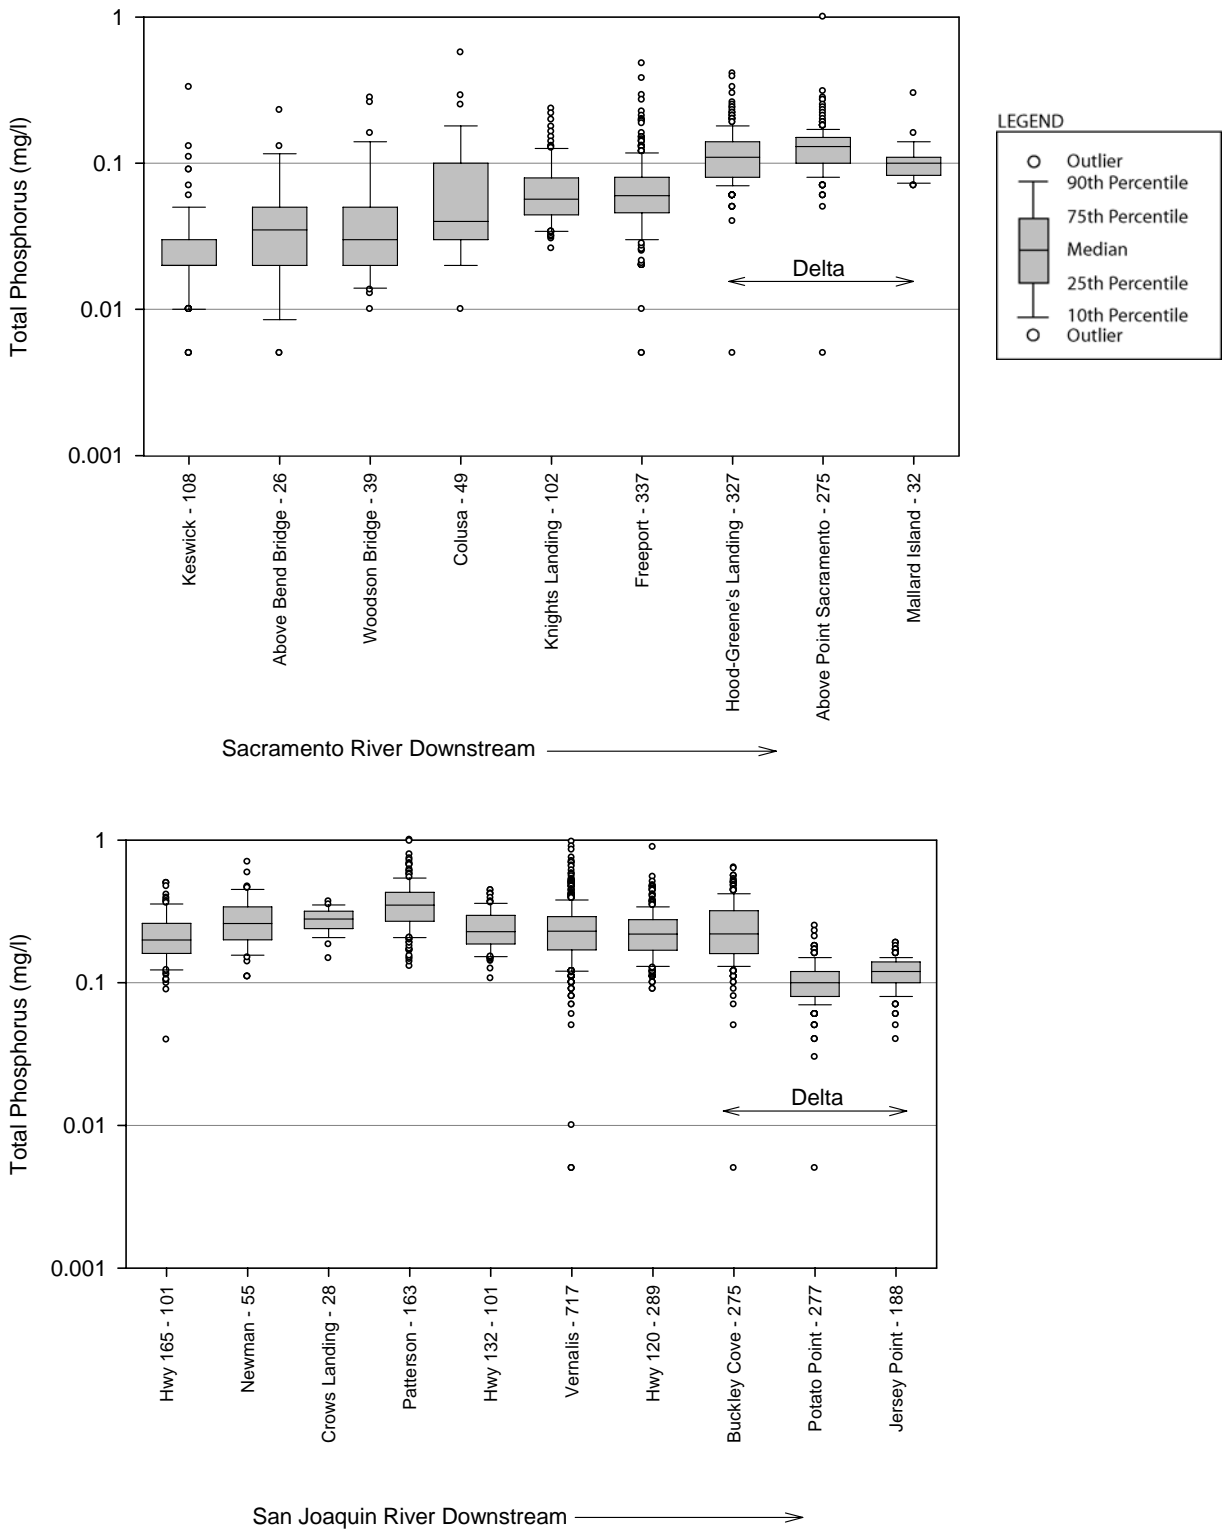 1
0.1
0.01
0.001
Total Phosphorus (mg/l)
Delta
LEGEND
Outlier
90th Percentile
75th Percentile
Median
25th Percentile
10th Percentile
Outlier
Keswick - 108
Above Bend Bridge - 26
Woodson Bridge - 39
Colusa - 49
Knights Landing - 102
Freeport - 337
Hood-Greene's Landing - 327
Above Point Sacramento - 275
Mallard Island - 32
Sacramento River Downstream
1
0.1
0.01
0.001
Total Phosphorus (mg/l)
Delta
Hwy 165 - 101
Newman - 55
Crows Landing - 28
Patterson - 163
Hwy 132 - 101
Vernalis - 717
Hwy 120 - 289
Buckley Cove - 275
Potato Point - 277
Jersey Point - 188
San Joaquin River Downstream